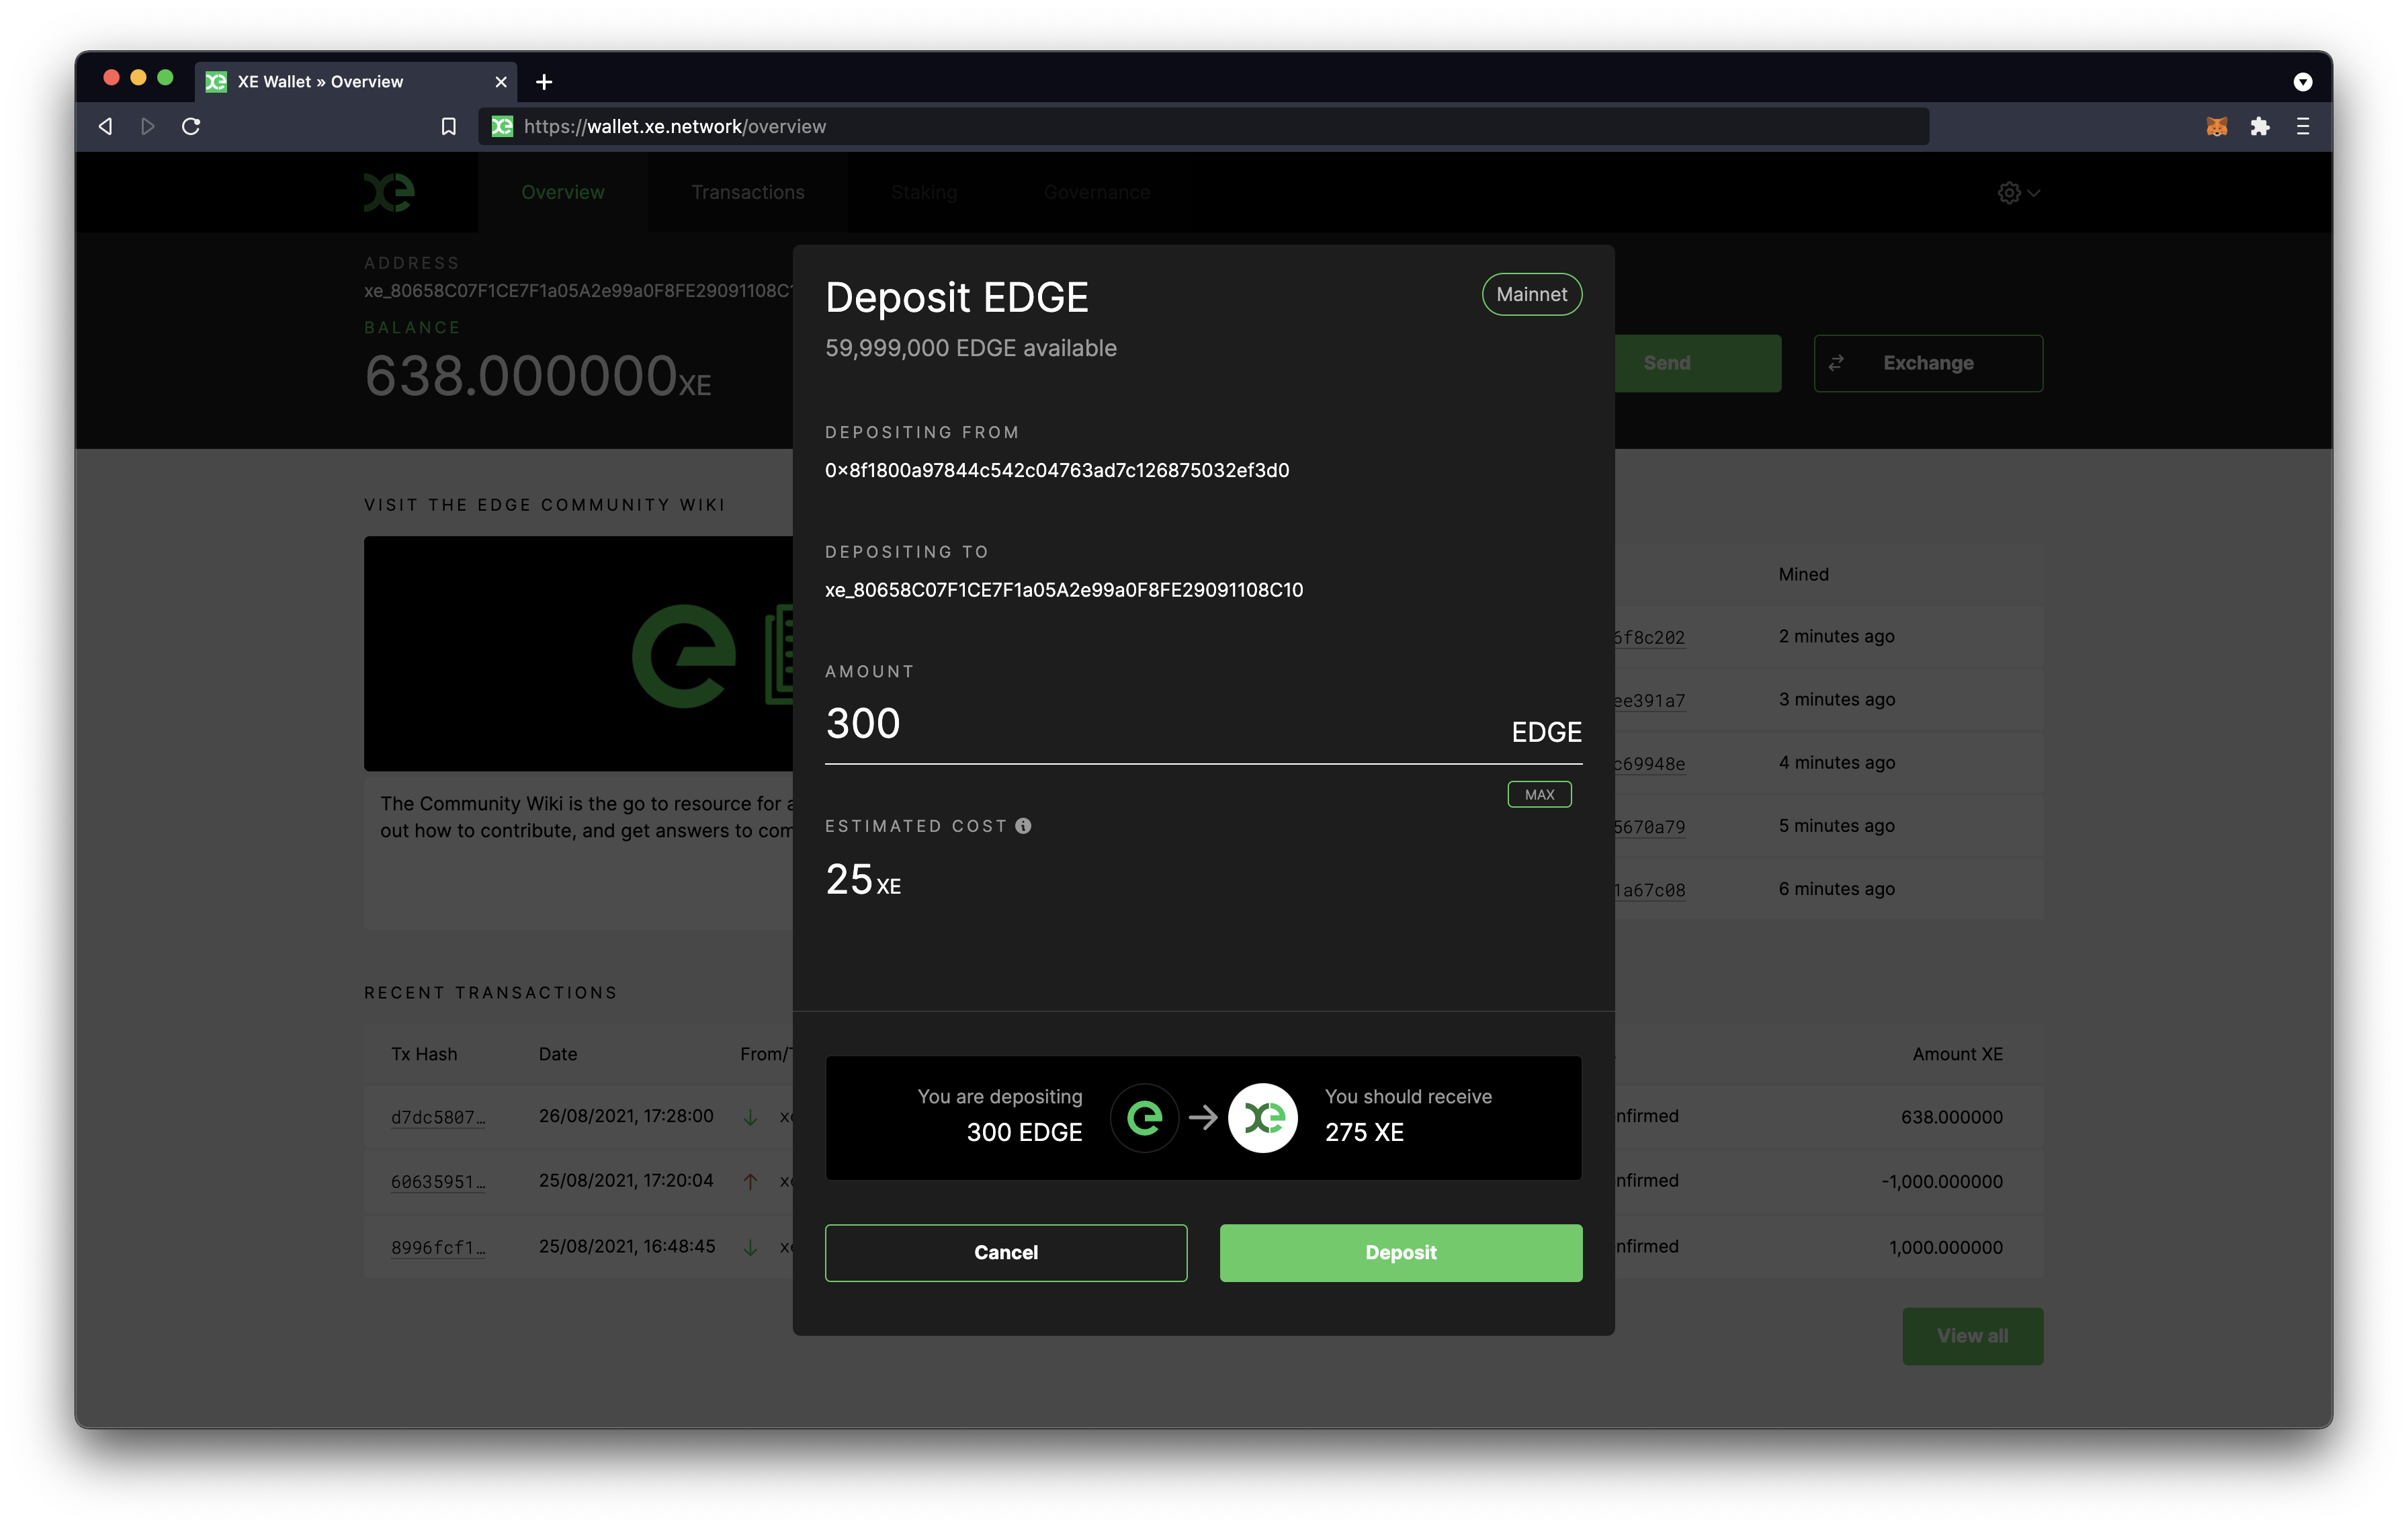 XE Wallet » Overview
https://wallet.xe.network/overview
xe
Overview
Transactions
Staking
Governance
ADDRESS
xe_80658C07F1CE7F1a05A2e99a0F8FE29091108C
BALANCE
638.000000XE
Send
Exchange
Deposit EDGE
Mainnet
59,999,000 EDGE available
DEPOSITING FROM
0x8f1800a97844c542c04763ad7c126875032ef3d0
DEPOSITING TO
xe_80658C07F1CE7F1a05A2e99a0F8FE29091108C10
AMOUNT
300
EDGE
MAX
ESTIMATED COST
25 XE
You are depositing
300 EDGE
You should receive
275 XE
Cancel
Deposit
VISIT THE EDGE COMMUNITY WIKI
The Community Wiki is the go to resource for
out how to contribute, and get answers to
Mined
6f8c202
2 minutes ago
ee391a7
3 minutes ago
c69948e
4 minutes ago
5670a79
5 minutes ago
1a67c08
6 minutes ago
RECENT TRANSACTIONS
Tx Hash
Date
From/
Amount XE
d7dc5807…
26/08/2021, 17:28:00
nfirmed
638.000000
60635951…
25/08/2021, 17:20:04
nfirmed
-1,000.000000
8996fcf1…
25/08/2021, 16:48:45
nfirmed
1,000.000000
View all